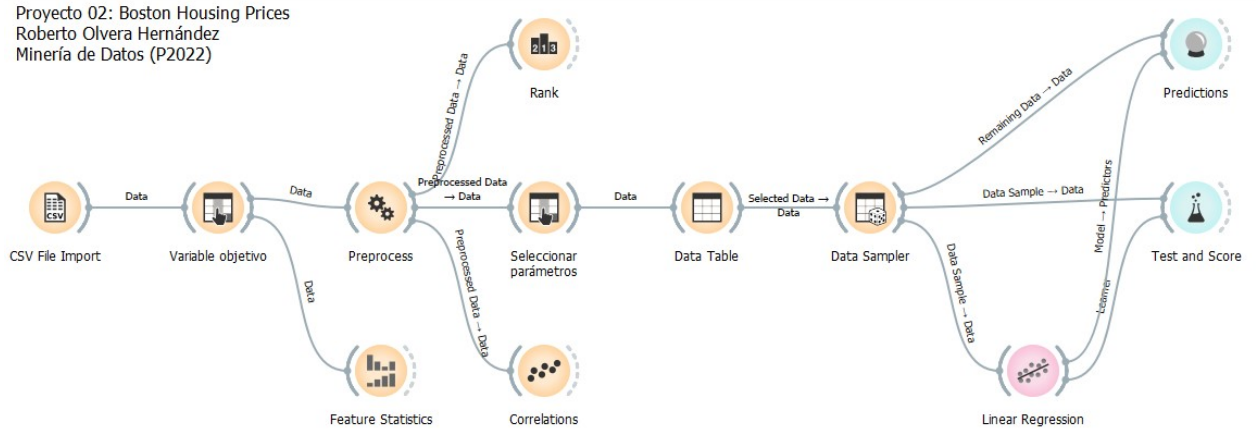 Proyecto 02: Boston Housing Prices
Roberto Olvera Hernández
Minería de Datos (P2022)
213
Rank
Predictions
Preprocessed Data → Data
Remaining Data → Data
CSV
Data
Data
Preprocessed Data
→ Data
Data
Selected Data →
Data
Data Sample → Data
Model → Predictors
CSV File Import
Variable objetivo
Preprocess
Seleccionar
parámetros
Data Table
Data Sampler
Test and Score
Data
Preprocessed Data → Data
Data Sample → Data
Learner
Feature Statistics
Correlations
Linear Regression